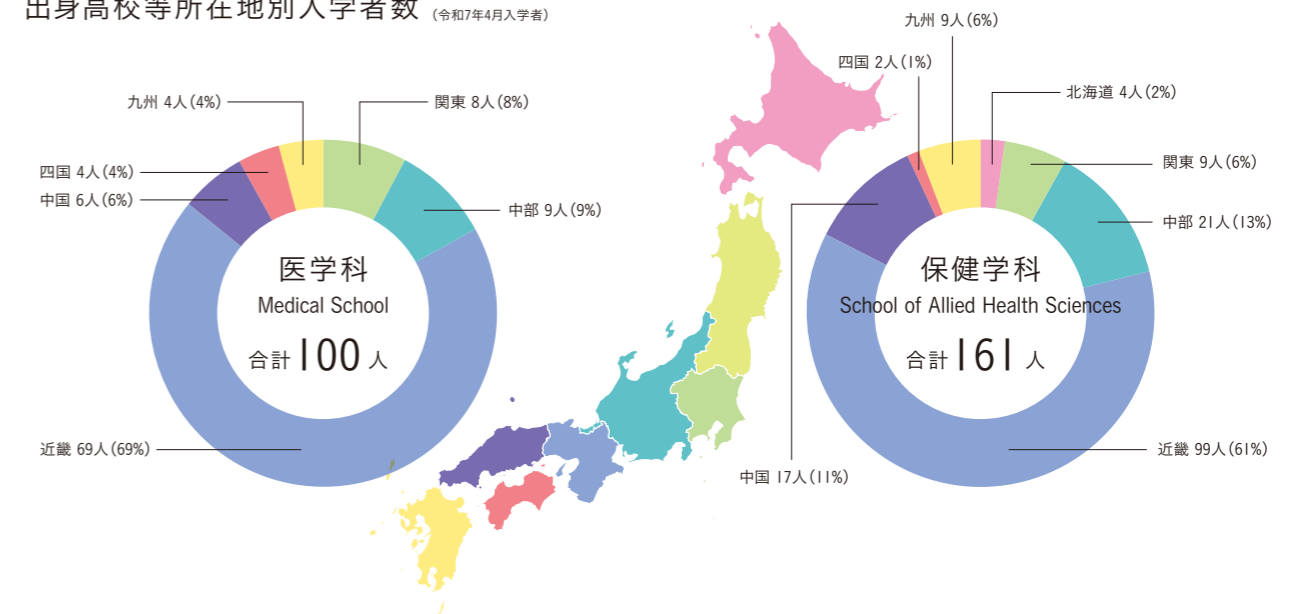 出身高校等所在地別入学者数 (令和7年4月入学者)
九州 4人(4%)
関東 8人(8%)
四国 4人(4%)
中国 6人(6%)
中部 9人(9%)
医学科
Medical School
合計 100 人
近畿 69人(69%)
九州 9人(6%)
四国 2人(1%)
北海道 4人(2%)
関東 9人(6%)
中部 21人(13%)
保健学科
School of Allied Health Sciences
合計 161 人
近畿 99人(61%)
中国 17人(11%)